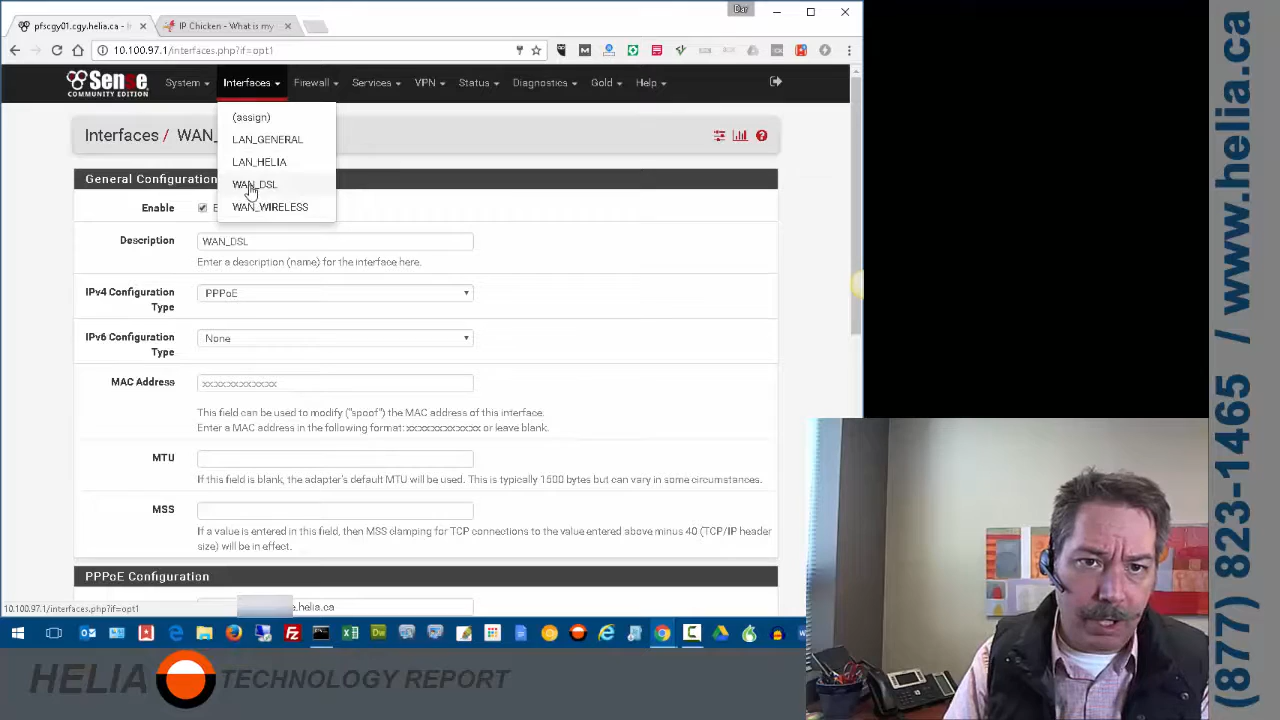 Day
pfscgy01.cgy.helia.ca -
IP Chicken - What is my
10.100.97.1/interfaces.php?if=opt1
Sense
COMMUNITY EDITION
System
Interfaces
Firewall
Services
VPN
Status
Diagnostics
Gold
Help
(assign)
LAN_GENERAL
LAN_HELIA
WAN_DSL
WAN_WIRELESS
Interfaces / WAN_
General Configuration
Enable
Description
WAN_DSL
Enter a description (name) for the interface here.
IPv4 Configuration
Type
PPPoE
IPv6 Configuration
Type
None
MAC Address
xx:xx:xx:xx:xx:xx
This field can be used to modify ("spoof") the MAC address of this interface.
Enter a MAC address in the following format: xx:xx:xx:xx:xx:xx or leave blank.
MTU
If this field is blank, the adapter's default MTU will be used. This is typically 1500 bytes but can vary in some circumstances.
MSS
If a value is entered in this field, then MSS clamping for TCP connections to the value entered above minus 40 (TCP/IP header
size) will be in effect.
PPPoE Configuration
.helia.ca
10.100.97.1/interfaces.php?if=opt1
HELIA TECHNOLOGY REPORT
(877) 823-1465 / www.helia.ca